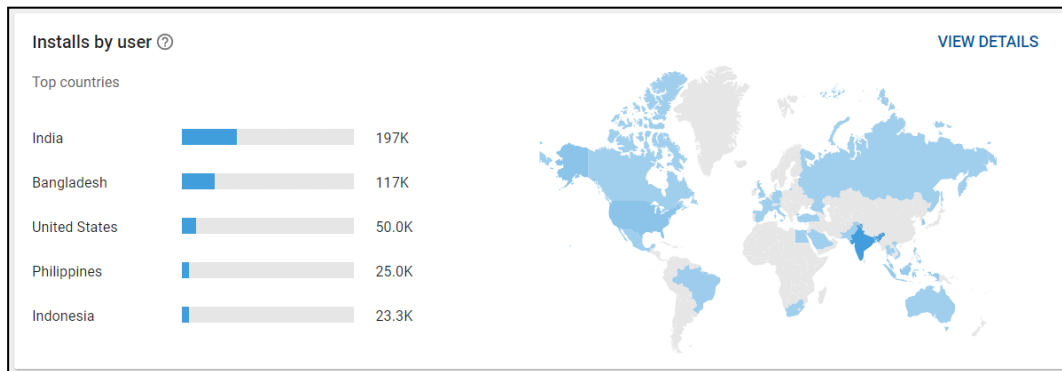 Installs by user
VIEW DETAILS
Top countries
India 197K
Bangladesh 117K
United States 50.0K
Philippines 25.0K
Indonesia 23.3K